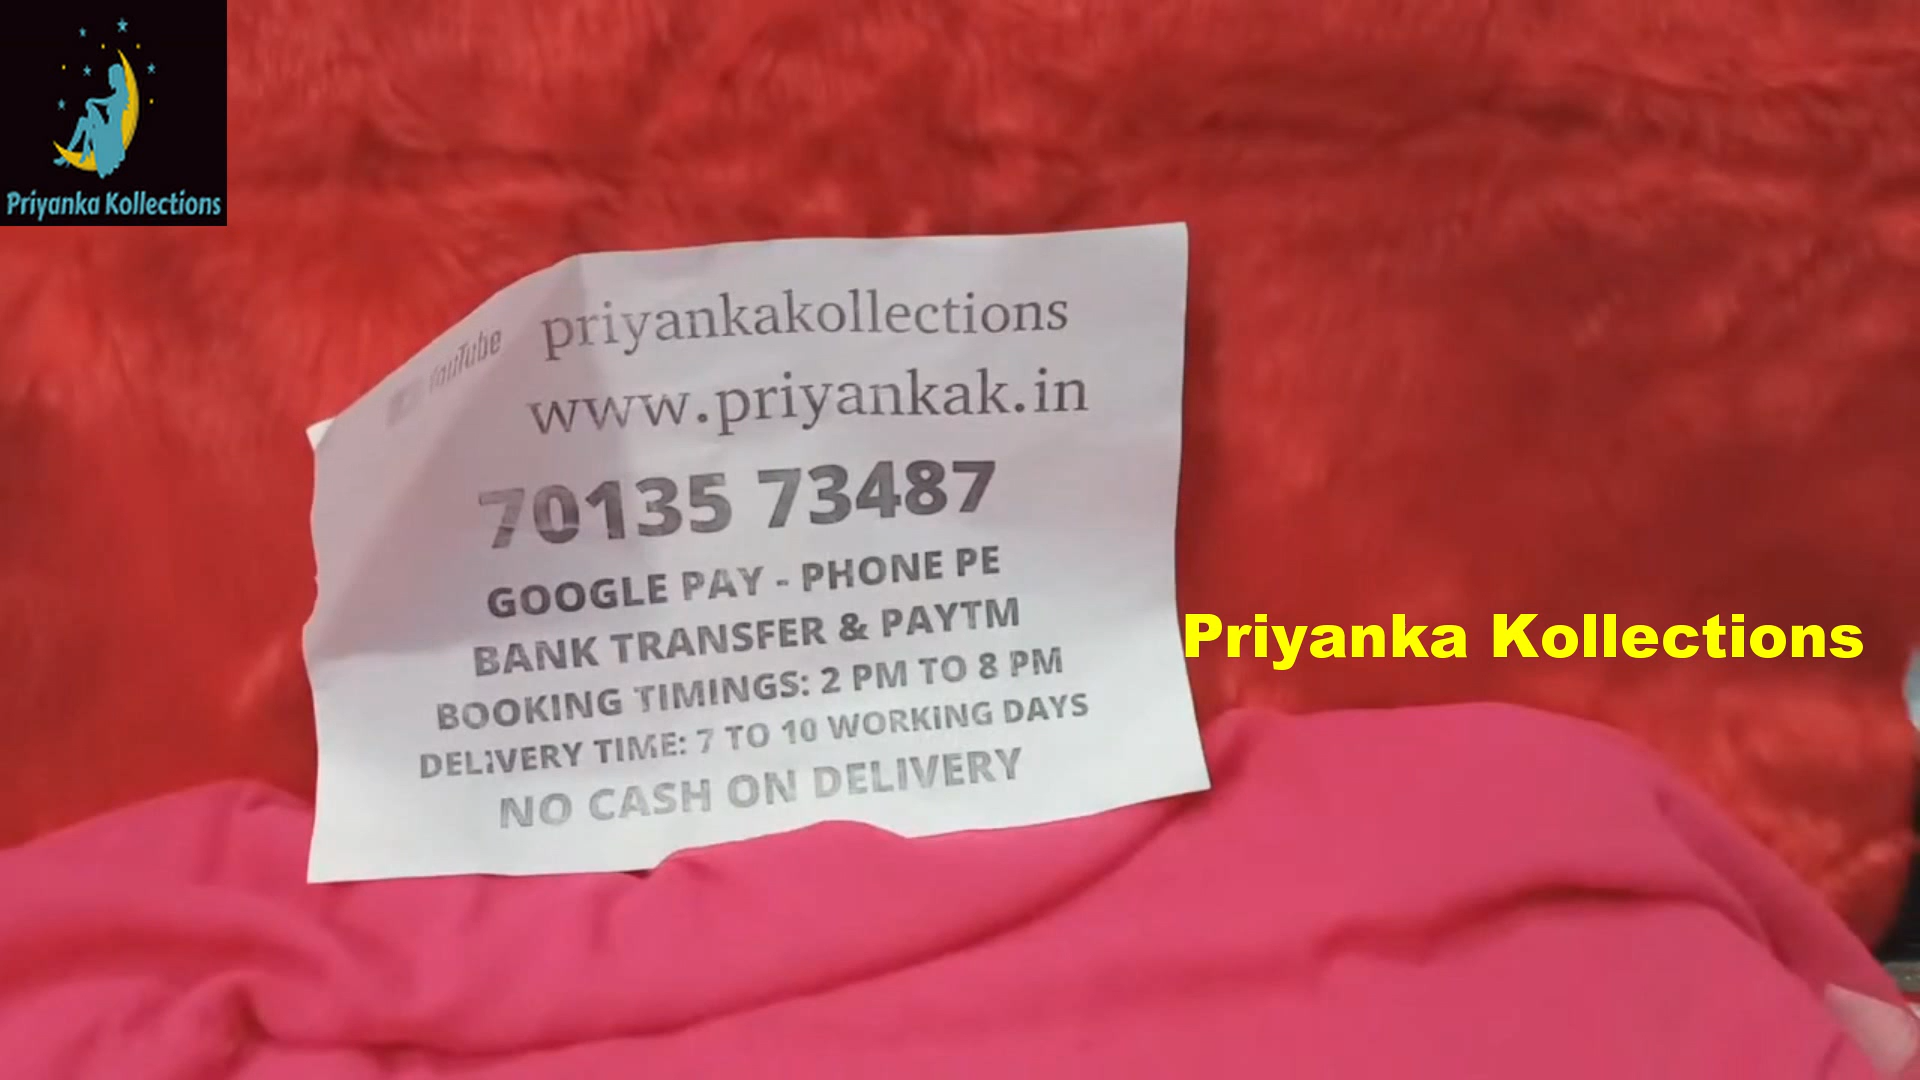 Priyanka Kollections
YouTube priyankakollections
www.priyankak.in
70135 73487
GOOGLE PAY - PHONE PE
BANK TRANSFER & PAYTM
BOOKING TIMINGS: 2 PM TO 8 PM
DELIVERY TIME: 7 TO 10 WORKING DAYS
NO CASH ON DELIVERY
Priyanka Kollections